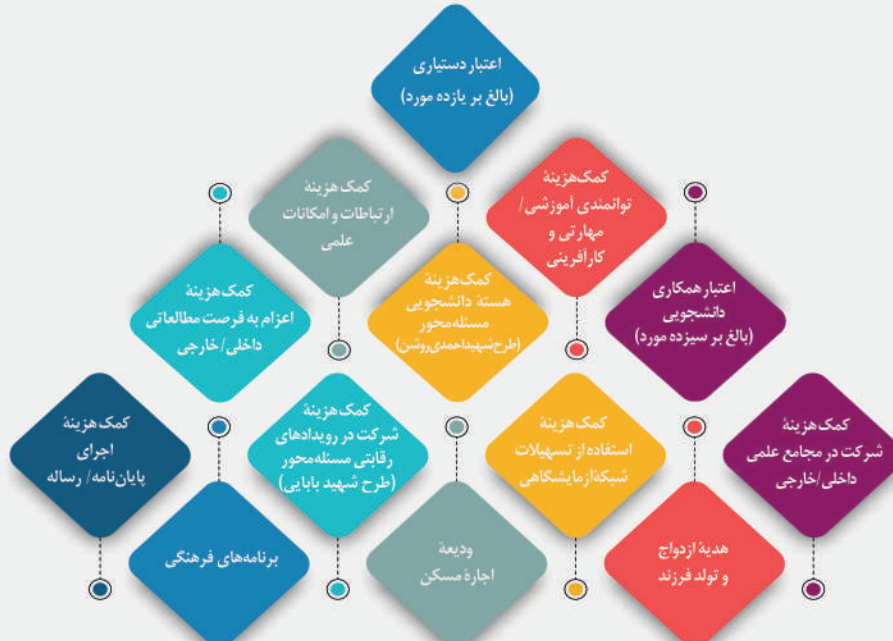 اعتبار دستیاری
(بالغ بر یازده مورد)
کمک‌هزینهٔ
توانمندی آموزشی/
مهارتی و
کارآفرینی
کمک‌هزینهٔ
ارتباطات و امکانات
علمی
اعتبار همکاری
دانشجویی
(بالغ بر سیزده مورد)
کمک‌هزینهٔ
هستهٔ دانشجویی
مسئله‌محور
(طرح شهید احمدی‌روشن)
کمک‌هزینهٔ
اعزام به فرصت مطالعاتی
داخلی/خارجی
کمک‌هزینهٔ
شرکت در مجامع علمی
داخلی/خارجی
کمک‌هزینهٔ
استفاده از تسهیلات
شبکهٔ آزمایشگاهی
کمک‌هزینهٔ
شرکت در رویدادهای
رقابتی مسئله‌محور
(طرح شهید بابایی)
کمک‌هزینهٔ
اجرای
پایان‌نامه/ رساله
هدیهٔ ازدواج
و تولد فرزند
ودیعهٔ
اجارهٔ مسکن
برنامه‌های فرهنگی